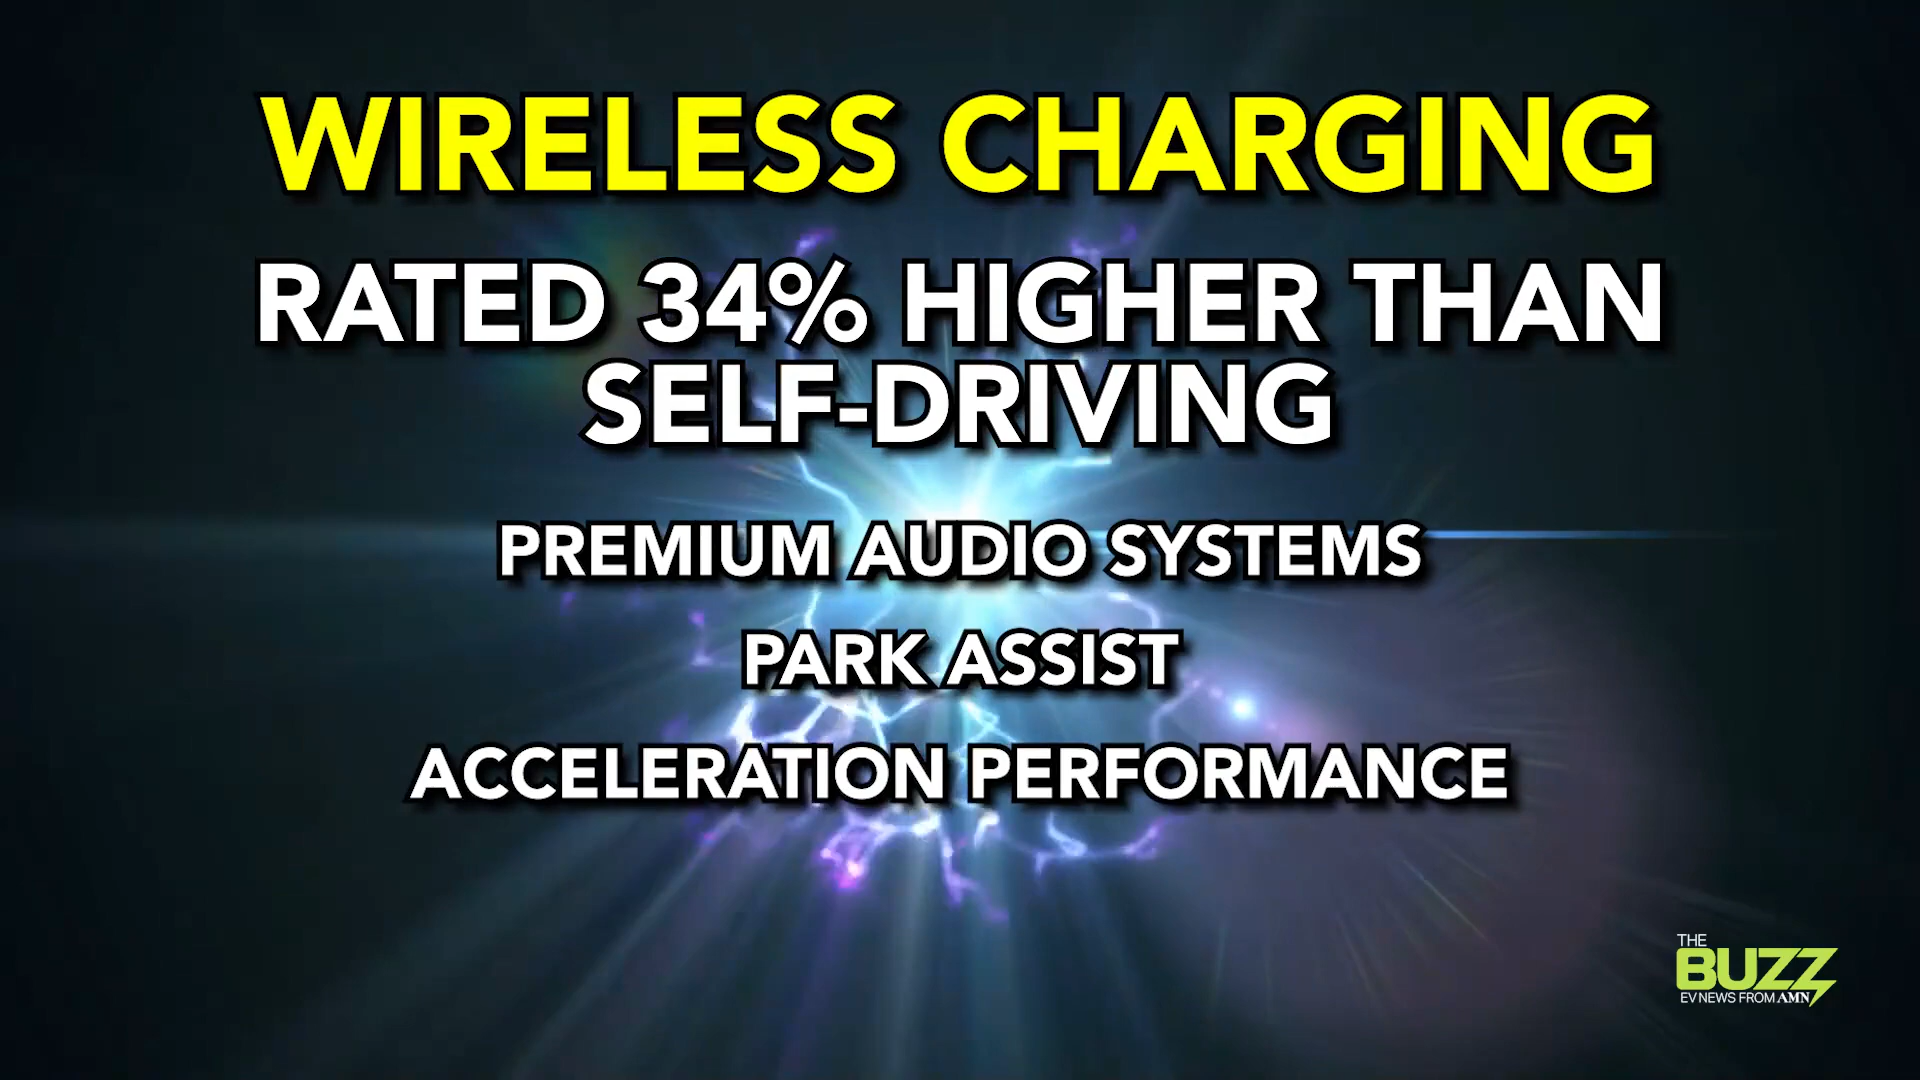 WIRELESS CHARGING
RATED 34% HIGHER THAN
SELF-DRIVING
PREMIUM AUDIO SYSTEMS
PARK ASSIST
ACCELERATION PERFORMANCE
THE
BUZZ
EV NEWS FROM AMN